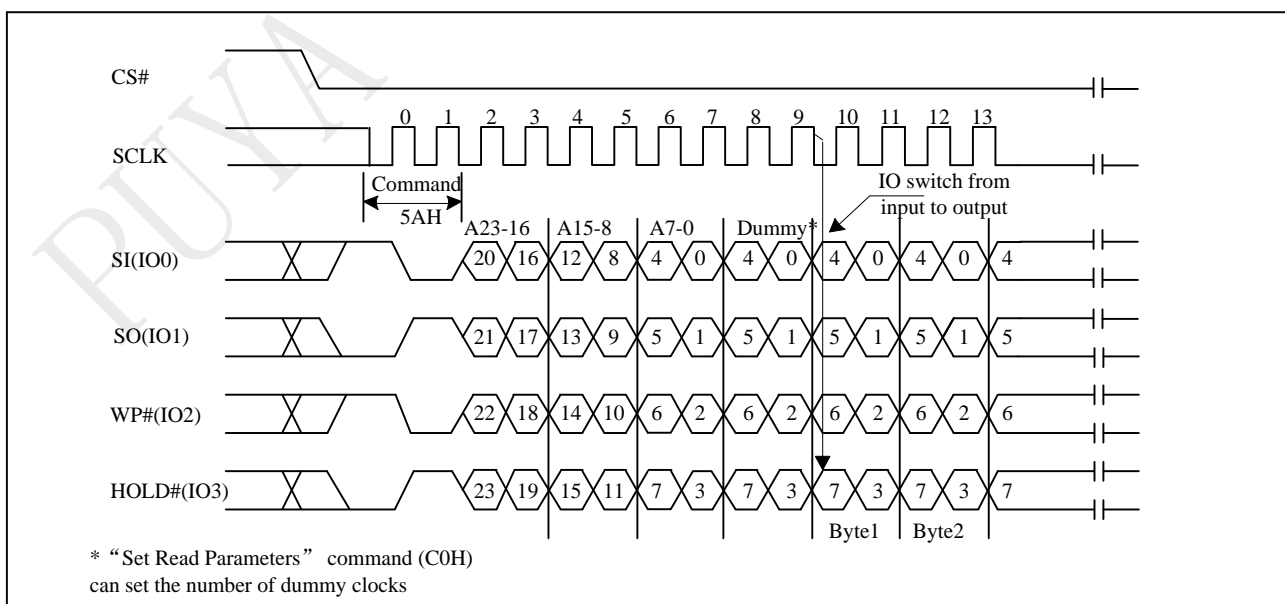 PUYA
CS#
SCLK
0 1 2 3 4 5 6 7 8 9 10 11 12 13
Command
5AH
IO switch from
input to output
A23-16 A15-8 A7-0 Dummy*
SI(IO0)
20 16 12 8 4 0 4 0 4 0 4 0 4
SO(IO1)
21 17 13 9 5 1 5 1 5 1 5 1 5
WP#(IO2)
22 18 14 10 6 2 6 2 6 2 6 2 6
HOLD#(IO3)
23 19 15 11 7 3 7 3 7 3 7 3 7
Byte1 Byte2
* “Set Read Parameters” command (C0H)
can set the number of dummy clocks